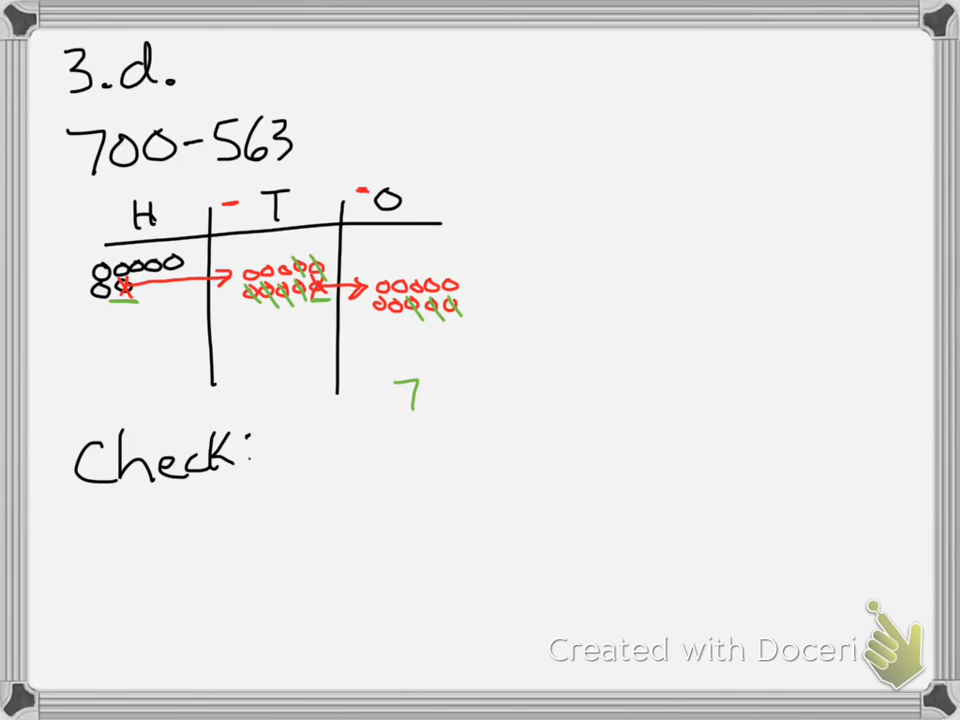 3.d.
700-563
H - T - O
7
Check:
Created with Doceri